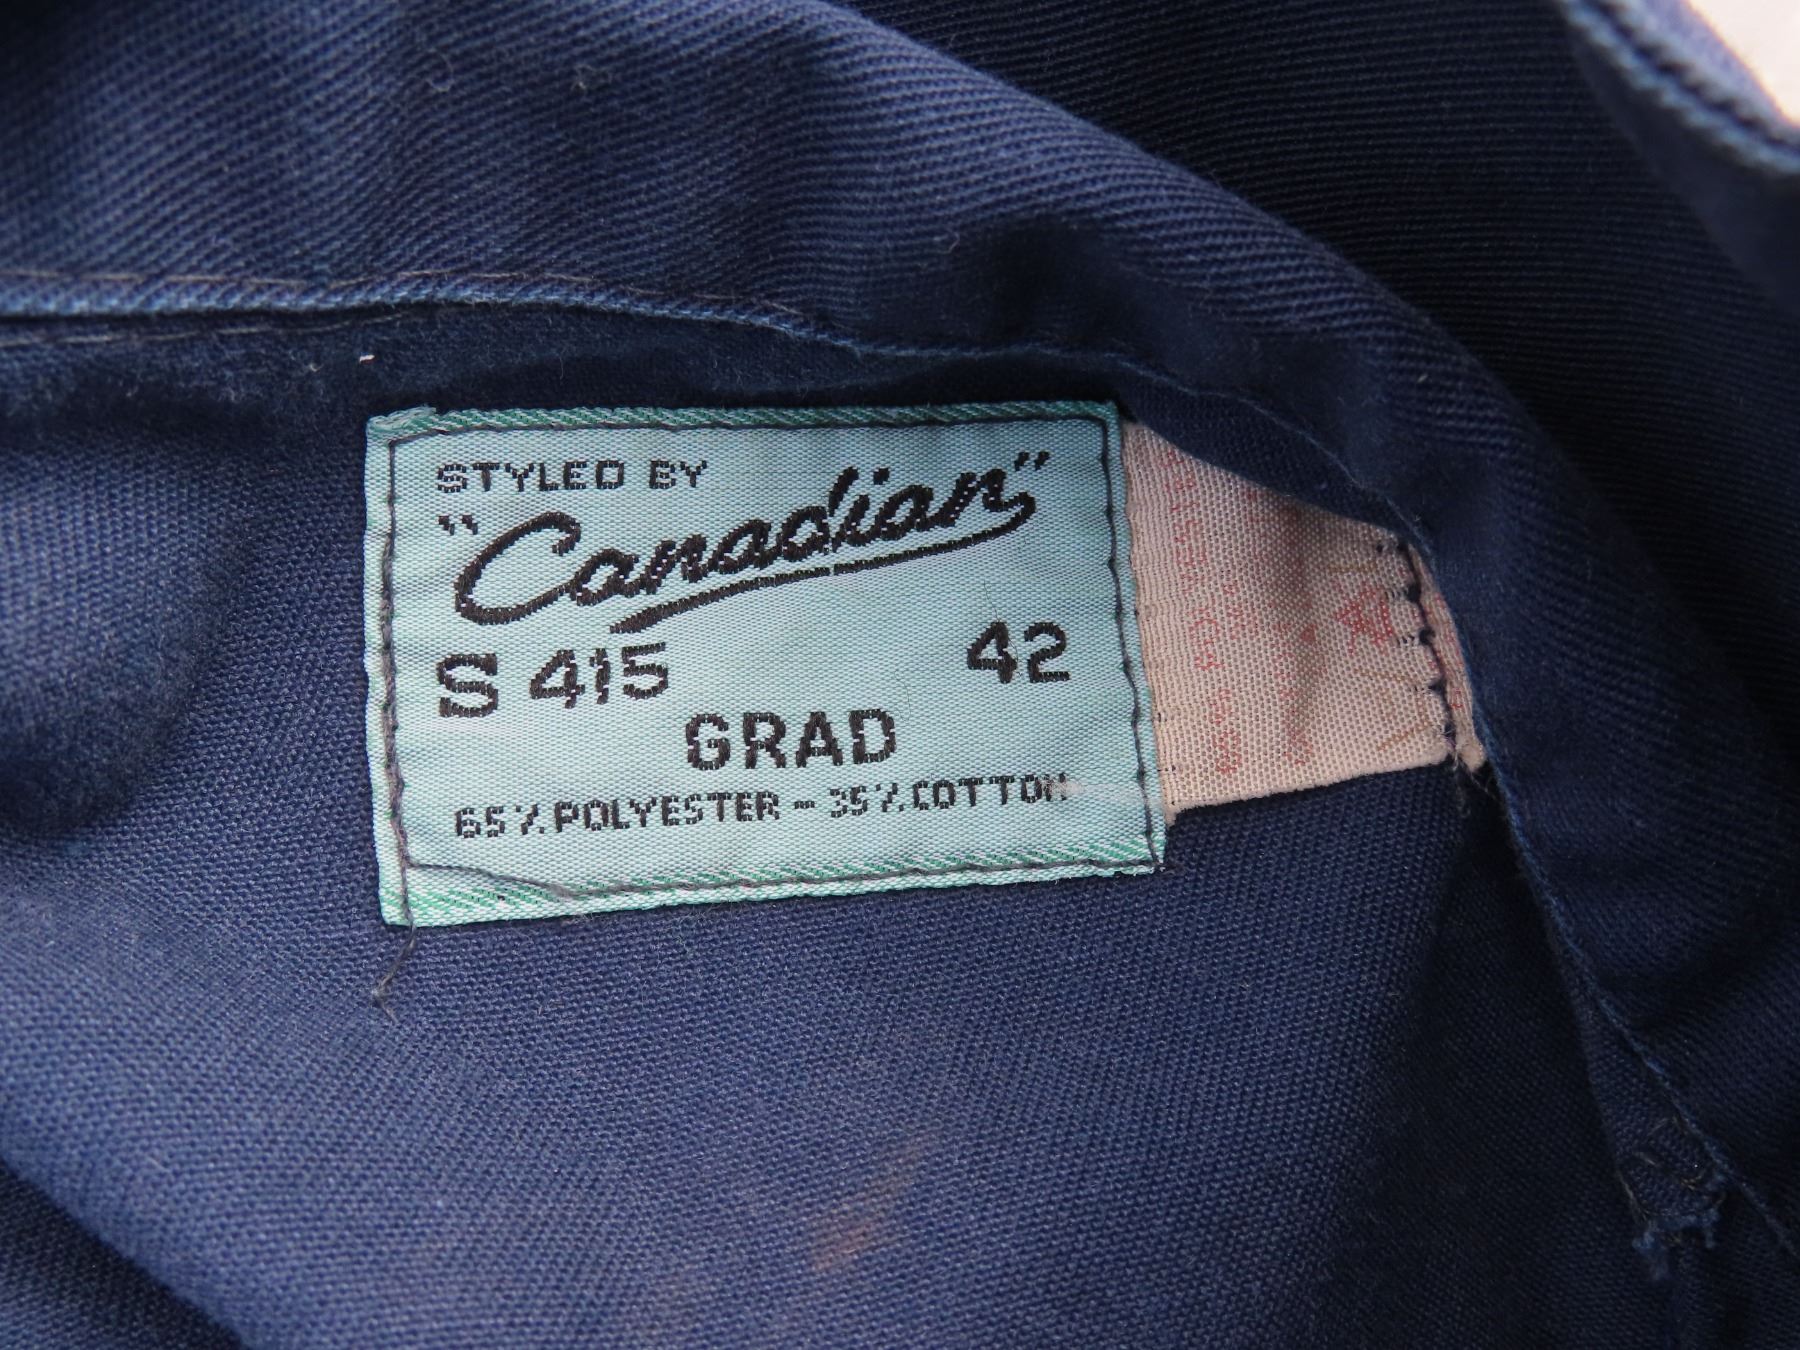 STYLED BY
"Canadian"
S 415 42
GRAD
65% POLYESTER - 35% COTTON